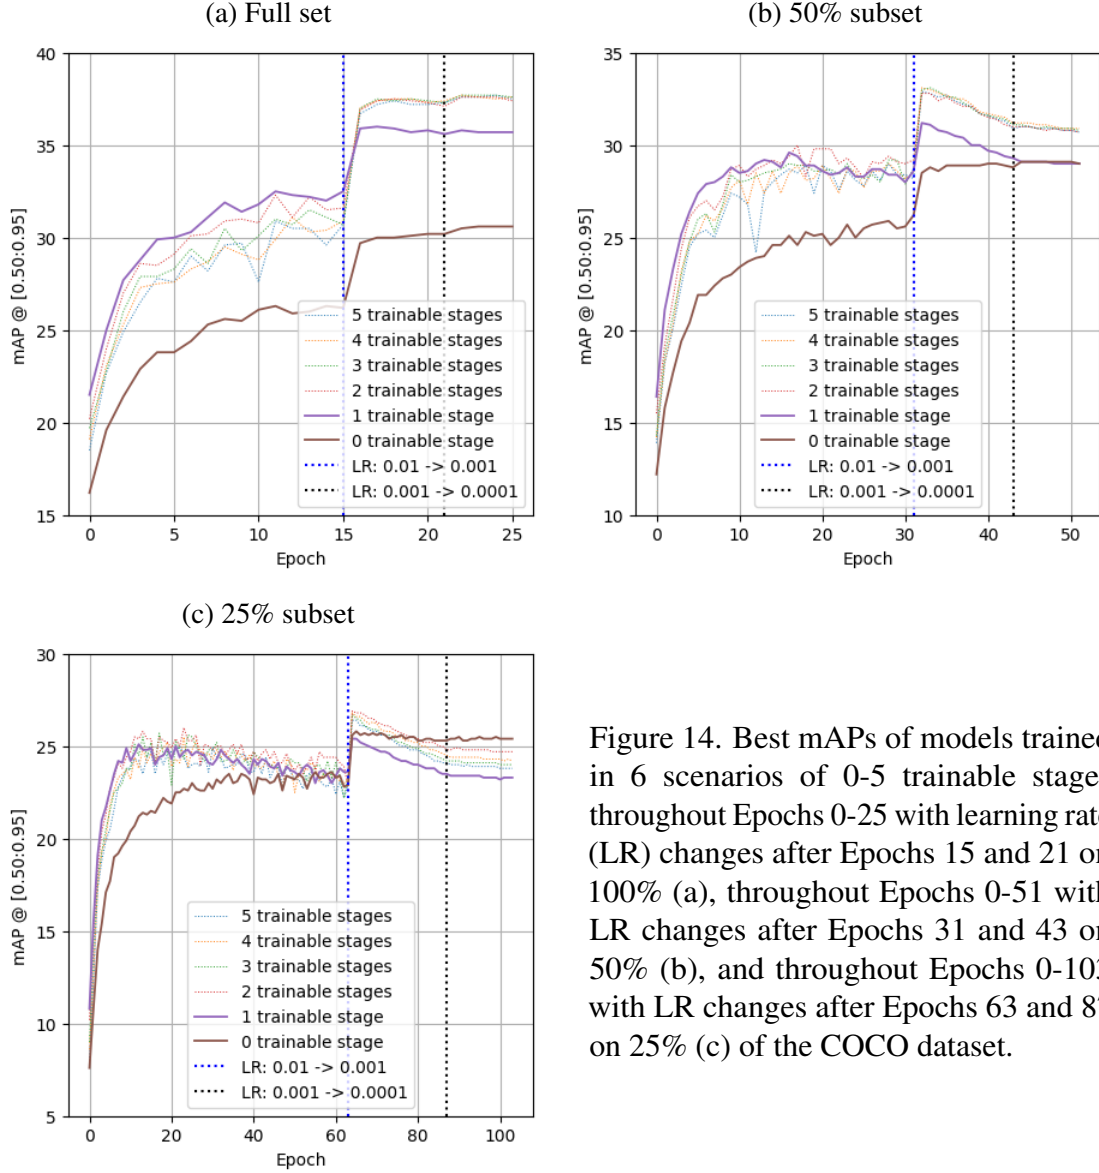 (a) Full set
40
35
30
25
20
15
mAP @ [0.50:0.95]
5 trainable stages
4 trainable stages
3 trainable stages
2 trainable stages
1 trainable stage
0 trainable stage
LR: 0.01 -> 0.001
LR: 0.001 -> 0.0001
0 5 10 15 20 25
Epoch
(b) 50% subset
35
30
25
20
15
10
mAP @ [0.50:0.95]
5 trainable stages
4 trainable stages
3 trainable stages
2 trainable stages
1 trainable stage
0 trainable stage
LR: 0.01 -> 0.001
LR: 0.001 -> 0.0001
0 10 20 30 40 50
Epoch
(c) 25% subset
30
25
20
15
10
5
mAP @ [0.50:0.95]
5 trainable stages
4 trainable stages
3 trainable stages
2 trainable stages
1 trainable stage
0 trainable stage
LR: 0.01 -> 0.001
LR: 0.001 -> 0.0001
0 20 40 60 80 100
Epoch
Figure 14. Best mAPs of models trained
in 6 scenarios of 0-5 trainable stage
throughout Epochs 0-25 with learning rate
(LR) changes after Epochs 15 and 21 on
100% (a), throughout Epochs 0-51 with
LR changes after Epochs 31 and 43 on
50% (b), and throughout Epochs 0-103
with LR changes after Epochs 63 and 87
on 25% (c) of the COCO dataset.